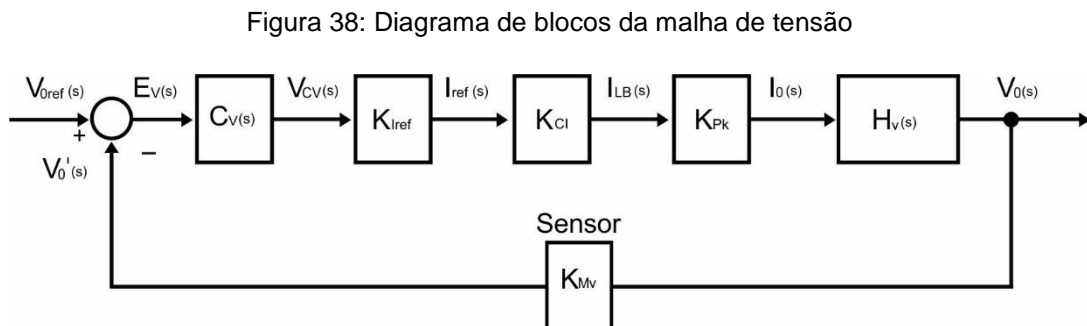 Figura 38: Diagrama de blocos da malha de tensão
V0ref(s) EV(s) VCV(s) Iref(s) ILB(s) I0(s) V0(s)
CV(s) KIref KCI KPk Hv(s)
+ −
V0'(s)
Sensor
KMv